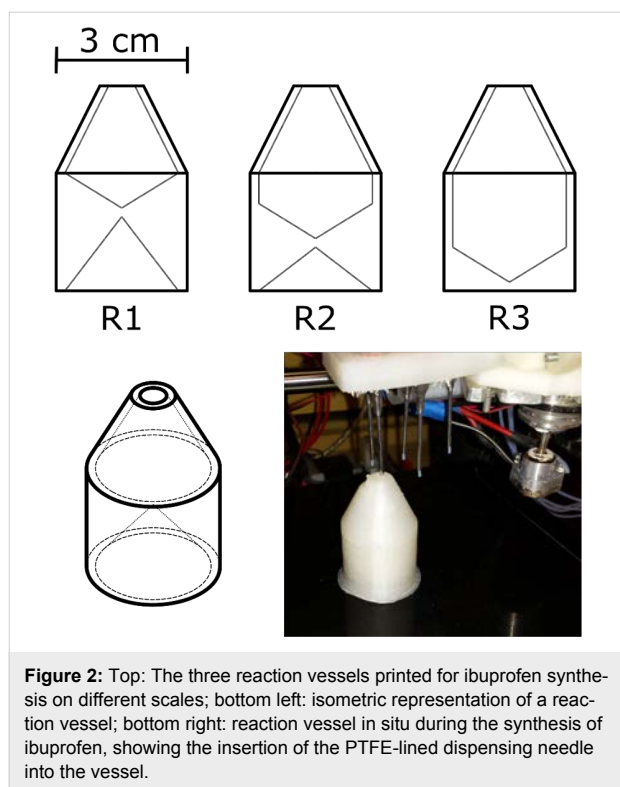 3 cm
R1 R2 R3
Figure 2: Top: The three reaction vessels printed for ibuprofen synthe-
sis on different scales; bottom left: isometric representation of a reac-
tion vessel; bottom right: reaction vessel in situ during the synthesis of
ibuprofen, showing the insertion of the PTFE-lined dispensing needle
into the vessel.